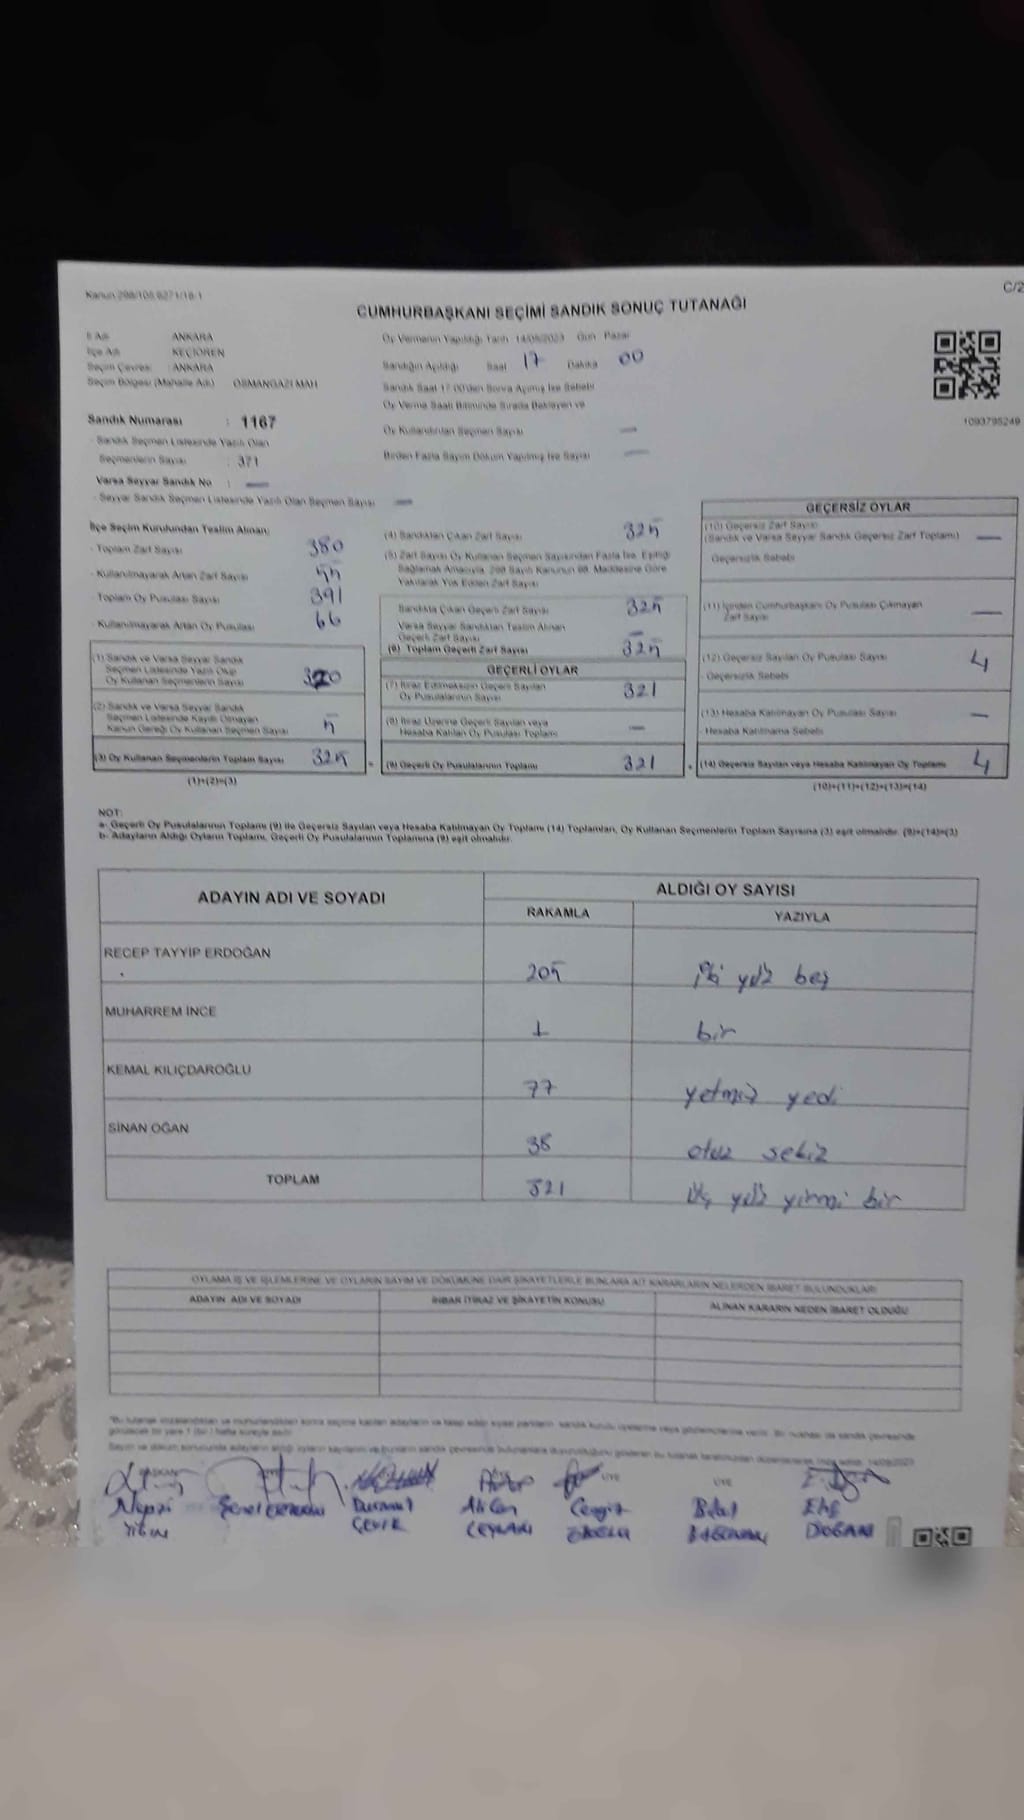 Kanun 298/105 6271/18-1
C/2
CUMHURBAŞKANI SEÇİMİ SANDIK SONUÇ TUTANAĞI
İl Adı ANKARA
İlçe Adı KEÇİÖREN
Seçim Çevresi ANKARA
Seçim Bölgesi (Mahalle Adı) OSMANGAZİ MAH
Sandık Numarası : 1167
- Sandık Seçmen Listesinde Yazılı Olan
Seçmenlerin Sayısı : 371
Varsa Seyyar Sandık No : —
- Seyyar Sandık Seçmen Listesinde Yazılı Olan Seçmen Sayısı —
Oy Vermenin Yapıldığı Tarih 14/05/2023 Gün Pazar
Sandığın Açıldığı Saat 17 Dakika 00
Sandık Saat 17:00'den Sonra Açılmış İse Sebebi
Oy Verme Saati Bitiminde Sırada Bekleyen ve
Oy Kullandırılan Seçmen Sayısı —
Birden Fazla Sayım Döküm Yapılmış İse Sayısı —
1093795249
İlçe Seçim Kurulundan Teslim Alınan;
- Toplam Zarf Sayısı 380
- Kullanılmayarak Artan Zarf Sayısı 55
- Toplam Oy Pusulası Sayısı 391
- Kullanılmayarak Artan Oy Pusulası 66
(1) Sandık ve Varsa Seyyar Sandık
Seçmen Listesinde Yazılı Olup
Oy Kullanan Seçmenlerin Sayısı 320
(2) Sandık ve Varsa Seyyar Sandık
Seçmen Listesinde Kayıtlı Olmayan
Kanun Gereği Oy Kullanan Seçmen Sayısı 5
(3) Oy Kullanan Seçmenlerin Toplam Sayısı 325
(1)+(2)=(3)
(4) Sandıktan Çıkan Zarf Sayısı 325
(5) Zarf Sayısı Oy Kullanan Seçmen Sayısından Fazla İse, Eşitliği
Sağlamak Amacıyla, 298 Sayılı Kanunun 98. Maddesine Göre
Yakılarak Yok Edilen Zarf Sayısı
Sandıkta Çıkan Geçerli Zarf Sayısı 325
Varsa Seyyar Sandıktan Teslim Alınan
Geçerli Zarf Sayısı —
(6) Toplam Geçerli Zarf Sayısı 325
GEÇERLİ OYLAR
(7) İtiraz Edilmeksizin Geçerli Sayılan
Oy Pusulalarının Sayısı 321
(8) İtiraz Üzerine Geçerli Sayılan veya
Hesaba Katılan Oy Pusulası Toplamı —
(9) Geçerli Oy Pusulalarının Toplamı 321
GEÇERSİZ OYLAR
(10) Geçersiz Zarf Sayısı
(Sandık ve Varsa Seyyar Sandık Geçersiz Zarf Toplamı) —
Geçersizlik Sebebi
(11) İçinden Cumhurbaşkanı Oy Pusulası Çıkmayan
Zarf Sayısı —
(12) Geçersiz Sayılan Oy Pusulası Sayısı 4
- Geçersizlik Sebebi
(13) Hesaba Katılmayan Oy Pusulası Sayısı —
- Hesaba Katılmama Sebebi
(14) Geçersiz Sayılan veya Hesaba Katılmayan Oy Toplamı 4
(10)+(11)+(12)+(13)=(14)
NOT:
a- Geçerli Oy Pusulalarının Toplamı (9) ile Geçersiz Sayılan veya Hesaba Katılmayan Oy Toplamı (14) Toplamları, Oy Kullanan Seçmenlerin Toplam Sayısına (3) eşit olmalıdır. (9)+(14)=(3)
b- Adayların Aldığı Oyların Toplamı, Geçerli Oy Pusulalarının Toplamına (9) eşit olmalıdır.
ADAYIN ADI VE SOYADI ALDIĞI OY SAYISI
RAKAMLA YAZIYLA
RECEP TAYYİP ERDOĞAN 205 iki yüz beş
MUHARREM İNCE 1 bir
KEMAL KILIÇDAROĞLU 77 yetmiş yedi
SİNAN OĞAN 38 otuz sekiz
TOPLAM 321 üç yüz yirmi bir
OYLAMA İŞ VE İŞLEMLERİNE VE OYLARIN SAYIM VE DÖKÜMÜNE DAİR ŞİKAYETLERLE BUNLARA AİT KARARLARIN NELERDEN İBARET BULUNDUKLARI
ADAYIN ADI VE SOYADI İHBAR İTİRAZ VE ŞİKAYETİN KONUSU ALINAN KARARIN NEDEN İBARET OLDUĞU
ÜYE ÜYE
Şenel Durmuş Ali Can Cengiz Bilal Elif
ÇEVİK CEYLAN DOĞAN